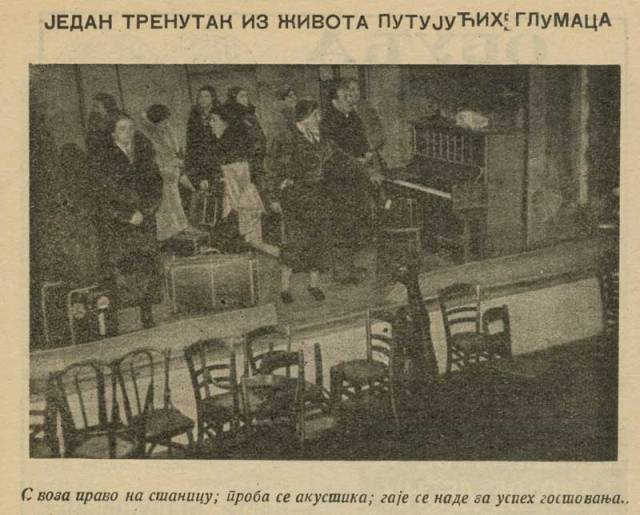 ЈЕДАН ТРЕНУТАК ИЗ ЖИВОТА ПУТУЈУЋИХ ГЛУМАЦА
С воза право на станицу; проба се акустика; гаје се наде за успех гостовања..